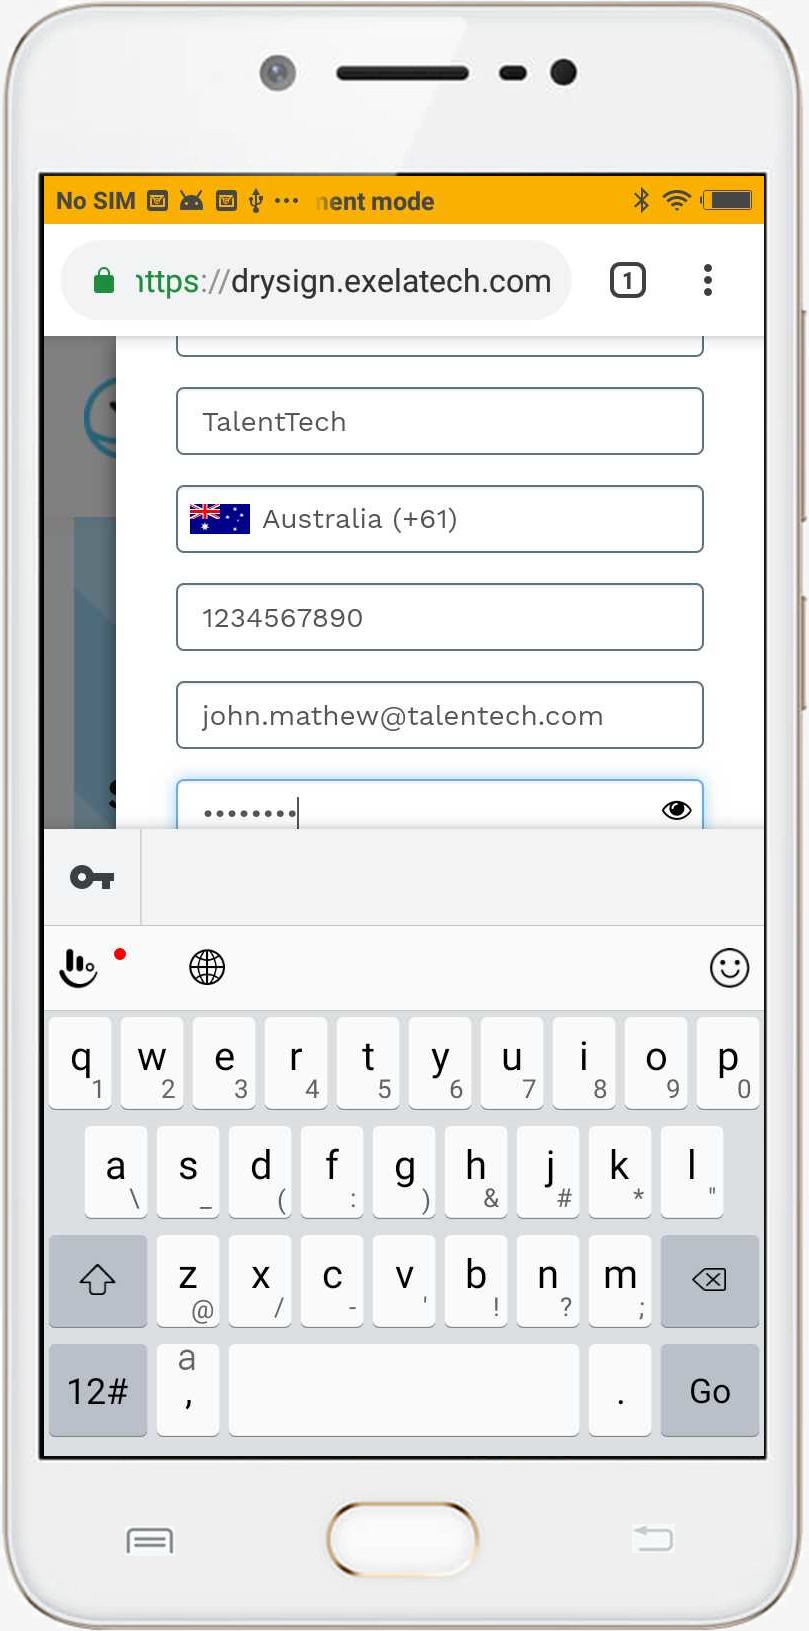 No SIM ··· nent mode
https://drysign.exelatech.com 1
TalentTech
Australia (+61)
1234567890
john.mathew@talentech.com
••••••••
q 1 w 2 e 3 r 4 t 5 y 6 u 7 i 8 o 9 p 0
a \ s _ d ( f : g ) h & j # k * l "
z @ x / c - v ' b ! n ? m ;
12# a , . Go